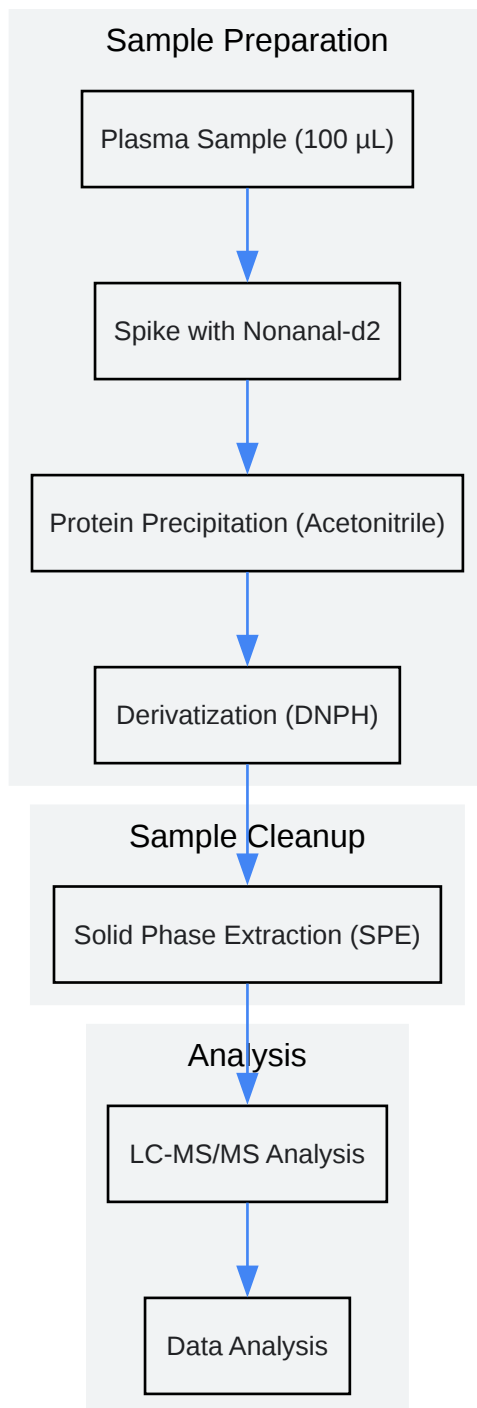 Sample Preparation
Plasma Sample (100 µL)
Spike with Nonanal-d2
Protein Precipitation (Acetonitrile)
Derivatization (DNPH)
Sample Cleanup
Solid Phase Extraction (SPE)
Analysis
LC-MS/MS Analysis
Data Analysis